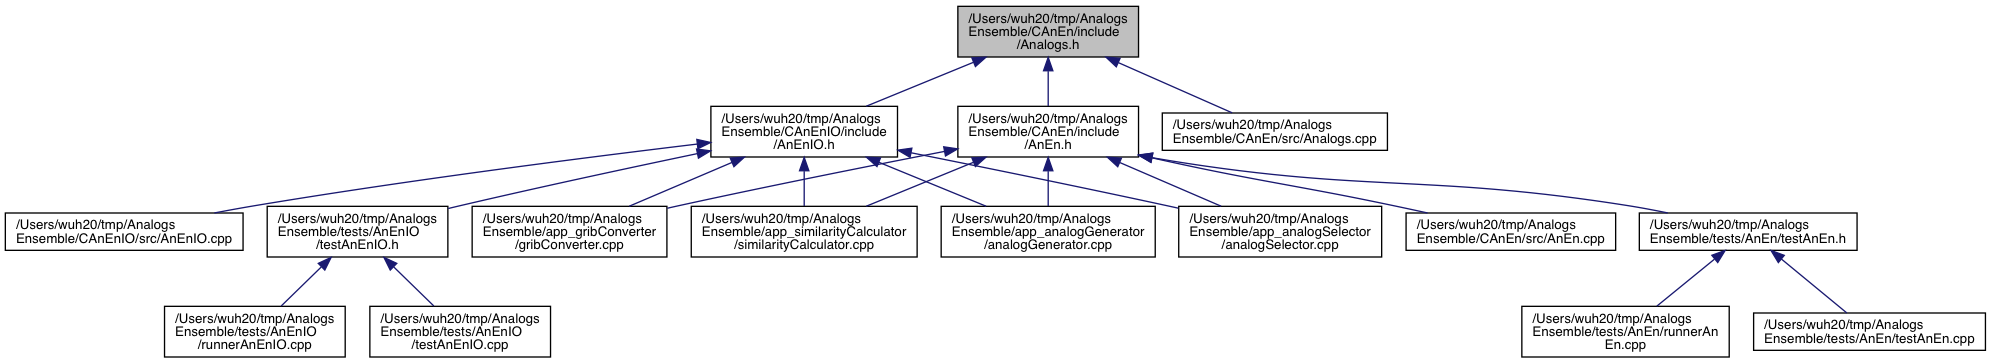 /Users/wuh20/tmp/Analogs
Ensemble/CAnEn/include
/Analogs.h
/Users/wuh20/tmp/Analogs
Ensemble/CAnEnIO/include
/AnEnIO.h
/Users/wuh20/tmp/Analogs
Ensemble/CAnEn/include
/AnEn.h
/Users/wuh20/tmp/Analogs
Ensemble/CAnEn/src/Analogs.cpp
/Users/wuh20/tmp/Analogs
Ensemble/CAnEnIO/src/AnEnIO.cpp
/Users/wuh20/tmp/Analogs
Ensemble/tests/AnEnIO
/testAnEnIO.h
/Users/wuh20/tmp/Analogs
Ensemble/app_gribConverter
/gribConverter.cpp
/Users/wuh20/tmp/Analogs
Ensemble/app_similarityCalculator
/similarityCalculator.cpp
/Users/wuh20/tmp/Analogs
Ensemble/app_analogGenerator
/analogGenerator.cpp
/Users/wuh20/tmp/Analogs
Ensemble/app_analogSelector
/analogSelector.cpp
/Users/wuh20/tmp/Analogs
Ensemble/CAnEn/src/AnEn.cpp
/Users/wuh20/tmp/Analogs
Ensemble/tests/AnEn/testAnEn.h
/Users/wuh20/tmp/Analogs
Ensemble/tests/AnEnIO
/runnerAnEnIO.cpp
/Users/wuh20/tmp/Analogs
Ensemble/tests/AnEnIO
/testAnEnIO.cpp
/Users/wuh20/tmp/Analogs
Ensemble/tests/AnEn/runnerAn
En.cpp
/Users/wuh20/tmp/Analogs
Ensemble/tests/AnEn/testAnEn.cpp